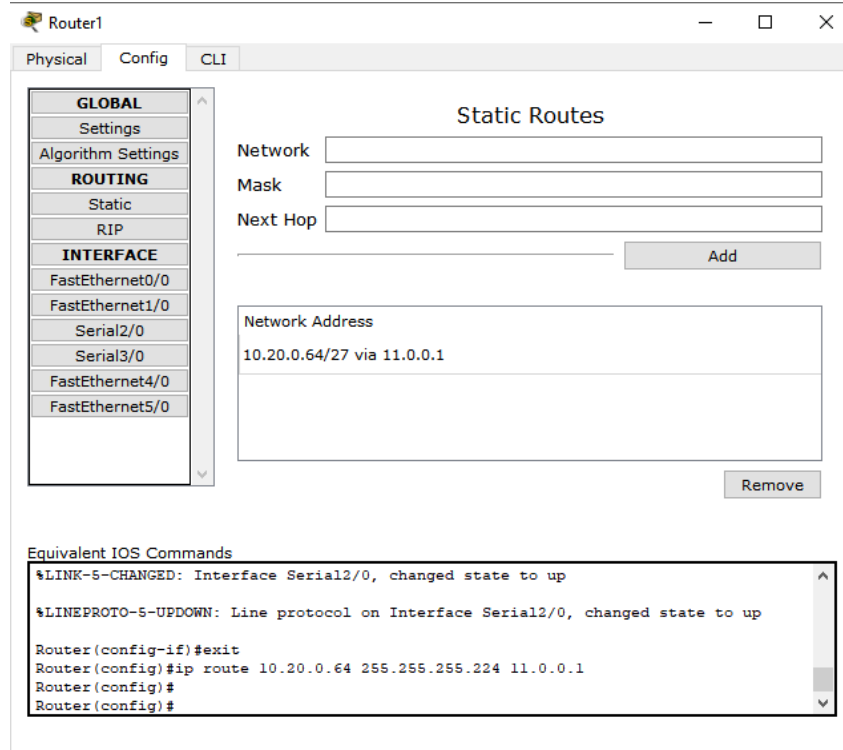 Router1
Physical Config CLI
GLOBAL
Settings
Algorithm Settings
ROUTING
Static
RIP
INTERFACE
FastEthernet0/0
FastEthernet1/0
Serial2/0
Serial3/0
FastEthernet4/0
FastEthernet5/0
Static Routes
Network
Mask
Next Hop
Add
Network Address
10.20.0.64/27 via 11.0.0.1
Remove
Equivalent IOS Commands
%LINK-5-CHANGED: Interface Serial2/0, changed state to up
%LINEPROTO-5-UPDOWN: Line protocol on Interface Serial2/0, changed state to up
Router(config-if)#exit
Router(config)#ip route 10.20.0.64 255.255.255.224 11.0.0.1
Router(config)#
Router(config)#